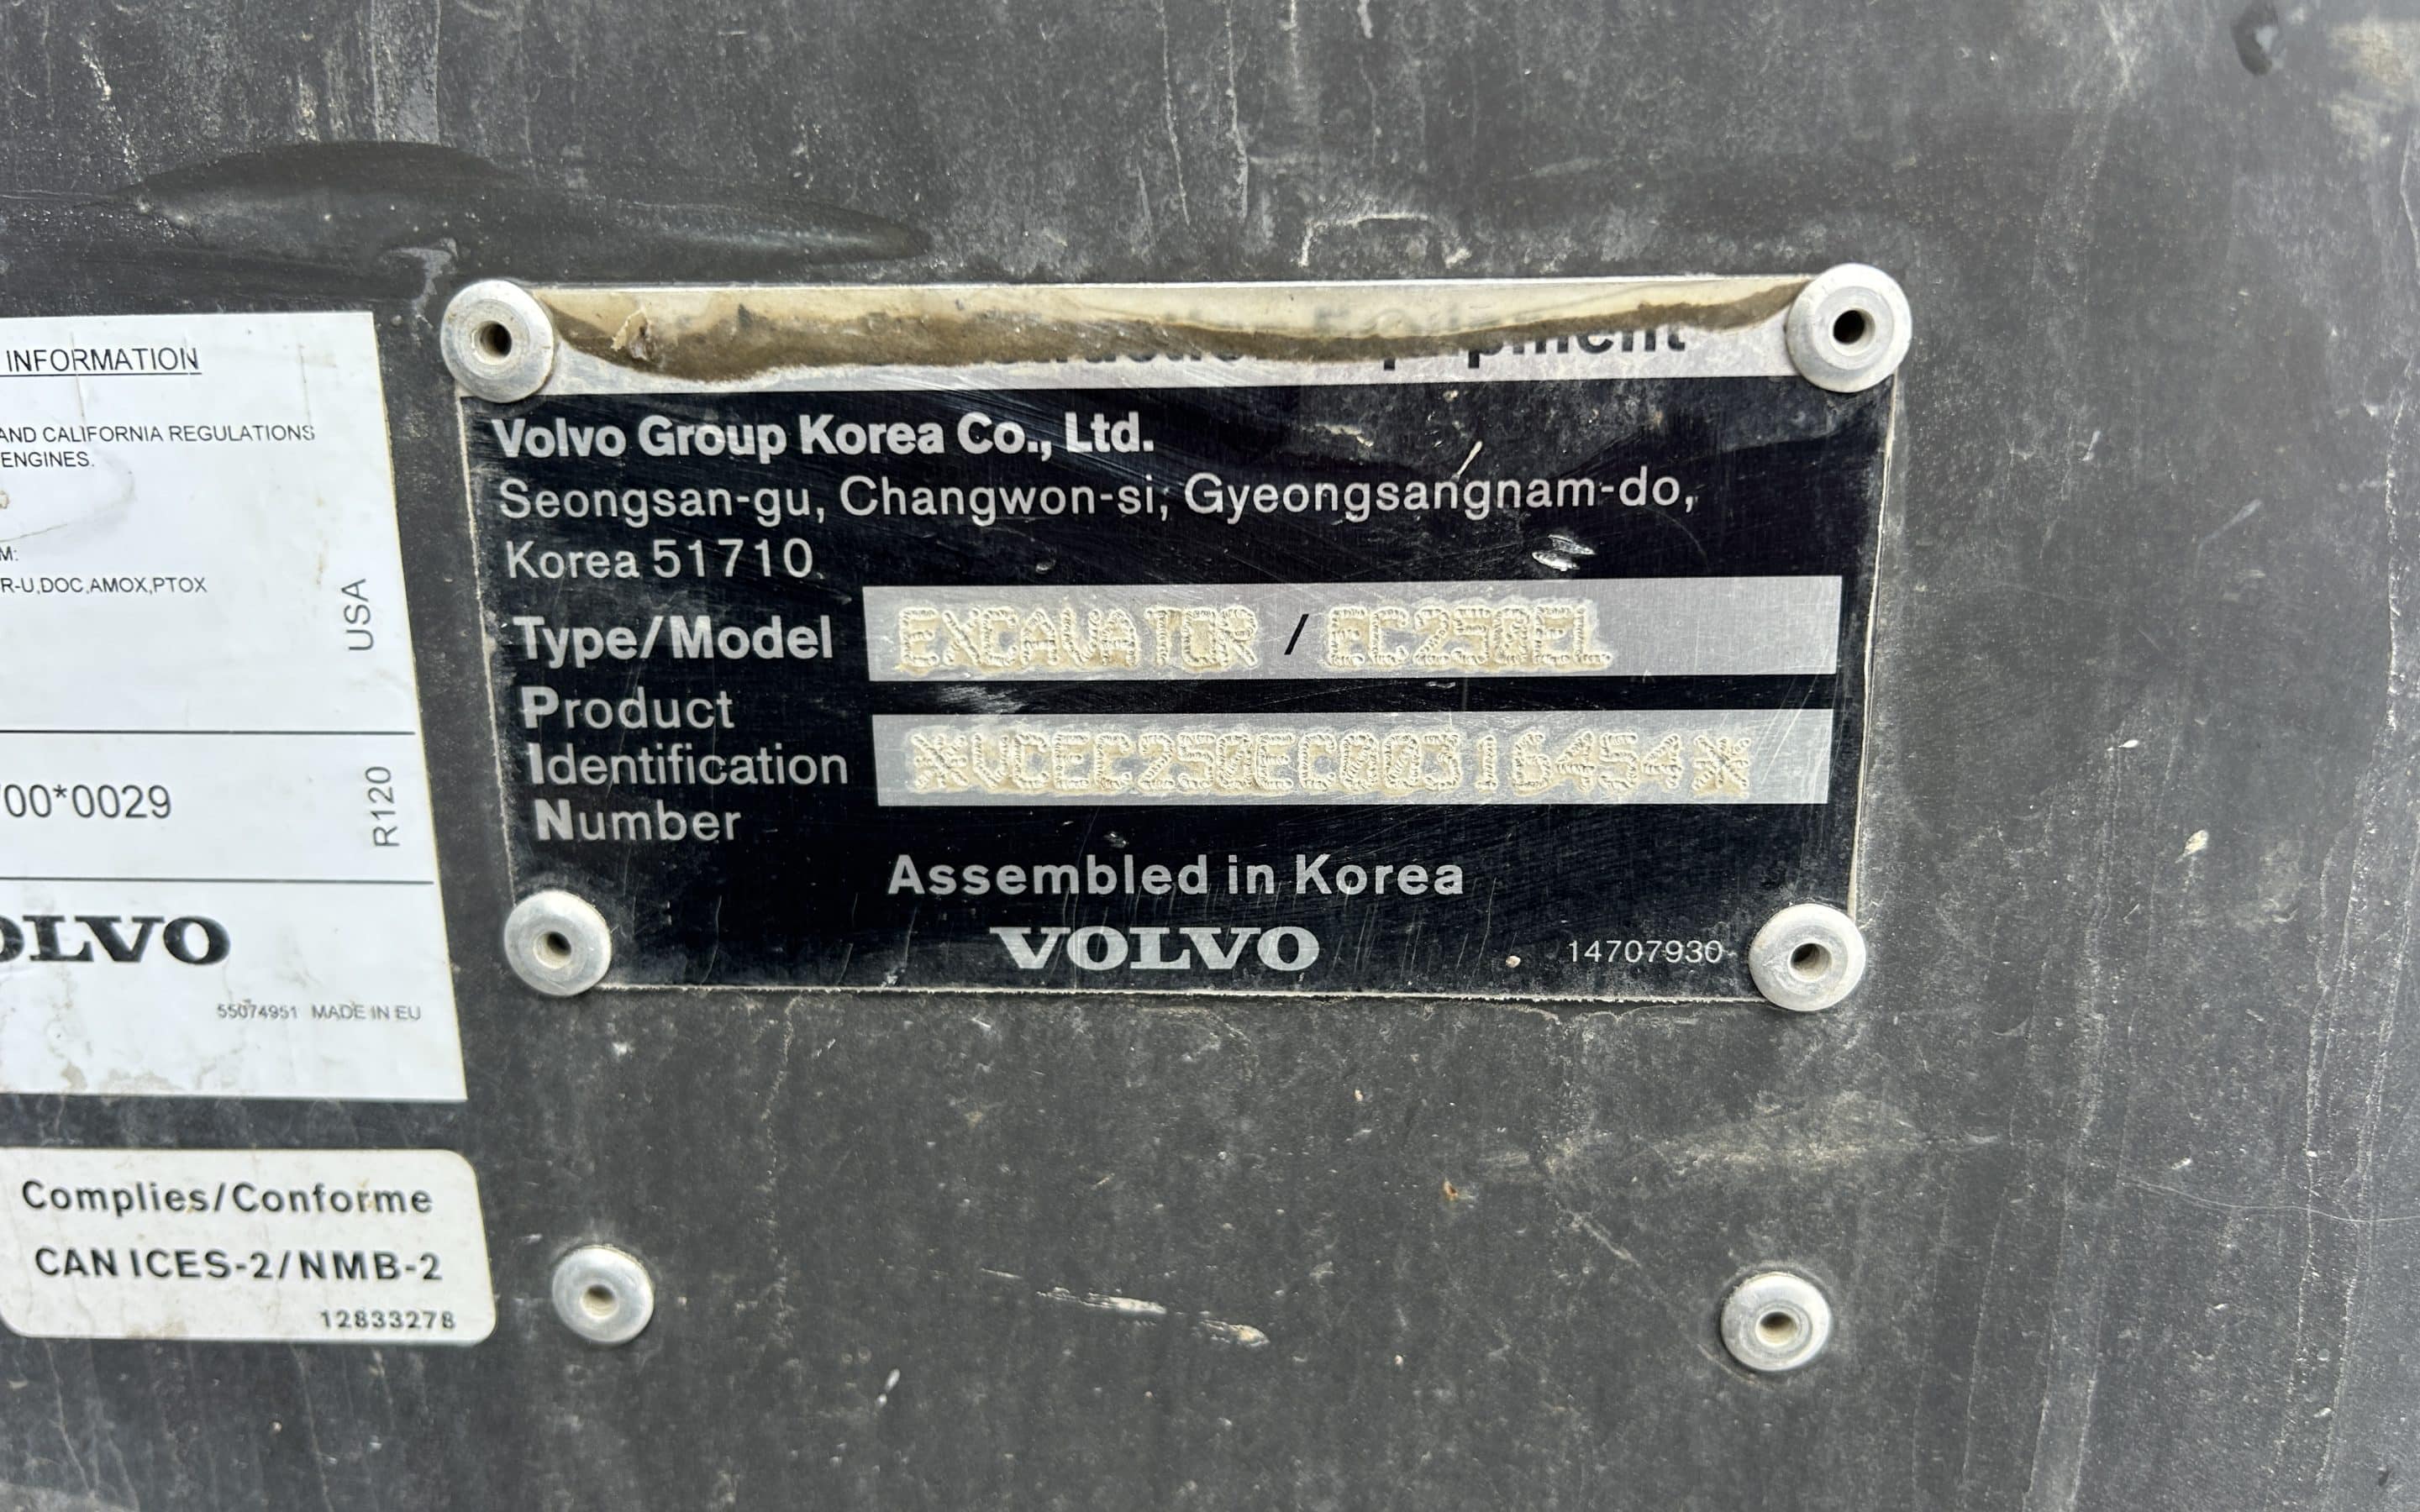 INFORMATION
AND CALIFORNIA REGULATIONS
ENGINES.
M:
R-U,DOC,AMOX,PTOX
USA
00*0029
R120
OLVO
55074951 MADE IN EU
Complies/Conforme
CAN ICES-2/NMB-2
12833278
Equipment
Volvo Group Korea Co., Ltd.
Seongsan-gu, Changwon-si, Gyeongsangnam-do,
Korea 51710
Type/Model EXCAVATOR / EC250EL
Product
Identification *VCEC250EC00316454*
Number
Assembled in Korea
VOLVO
14707930